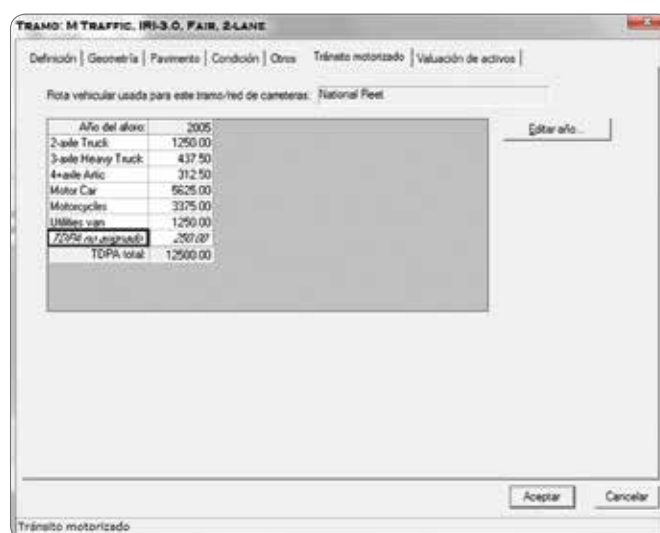 TRAMO: M TRAFFIC, IRI-3.0, FAIR, 2-LANE
Definición | Geometría | Pavimento | Condición | Otros | Tránsito motorizado | Valuación de activos
Flota vehicular usada para este tramo/red de carreteras: National Fleet
Año del aforo: 2005
2-axle Truck 1250.00
3-axle Heavy Truck 437.50
4+axle Artic 312.50
Motor Car 5625.00
Motorcycles 3375.00
Utilities van 1250.00
TDPA no asignado 250.00
TDPA total: 12500.00
Editar año...
Aceptar Cancelar
Tránsito motorizado